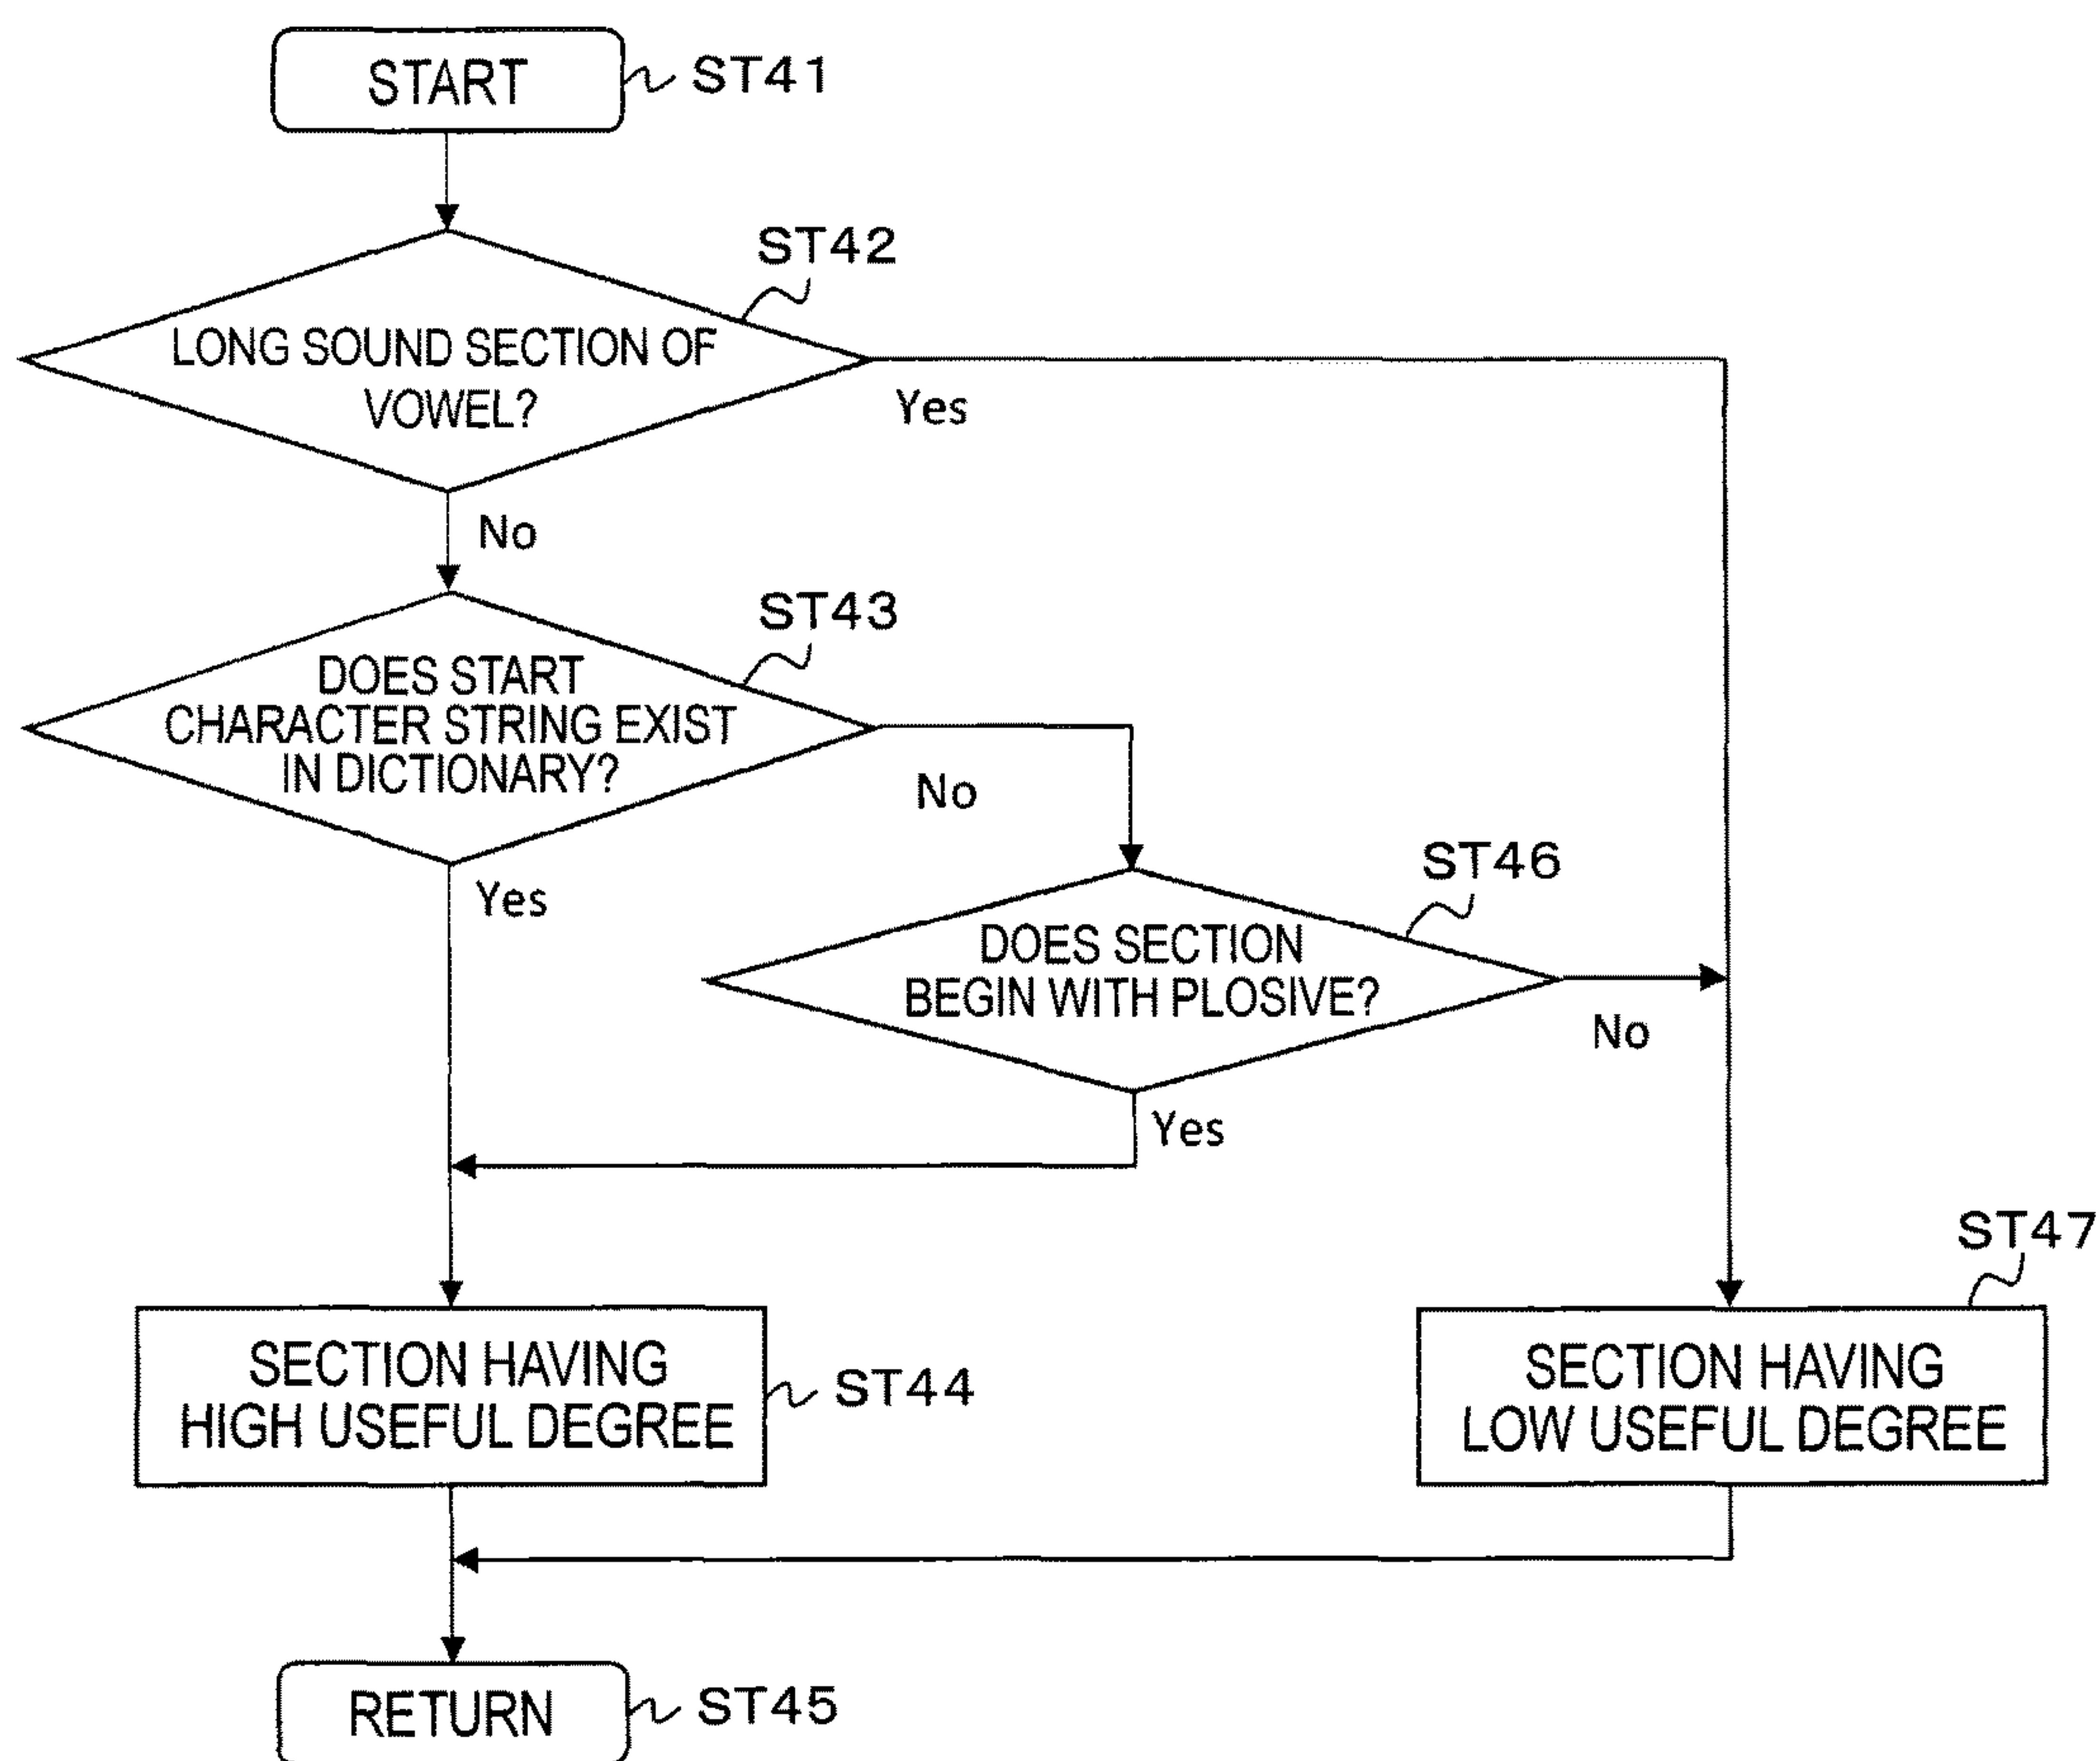 START
ST41
ST42
LONG SOUND SECTION OF
VOWEL?
Yes
No
ST43
DOES START
CHARACTER STRING EXIST
IN DICTIONARY?
No
Yes
ST46
DOES SECTION
BEGIN WITH PLOSIVE?
No
Yes
ST47
SECTION HAVING
HIGH USEFUL DEGREE
ST44
SECTION HAVING
LOW USEFUL DEGREE
RETURN
ST45